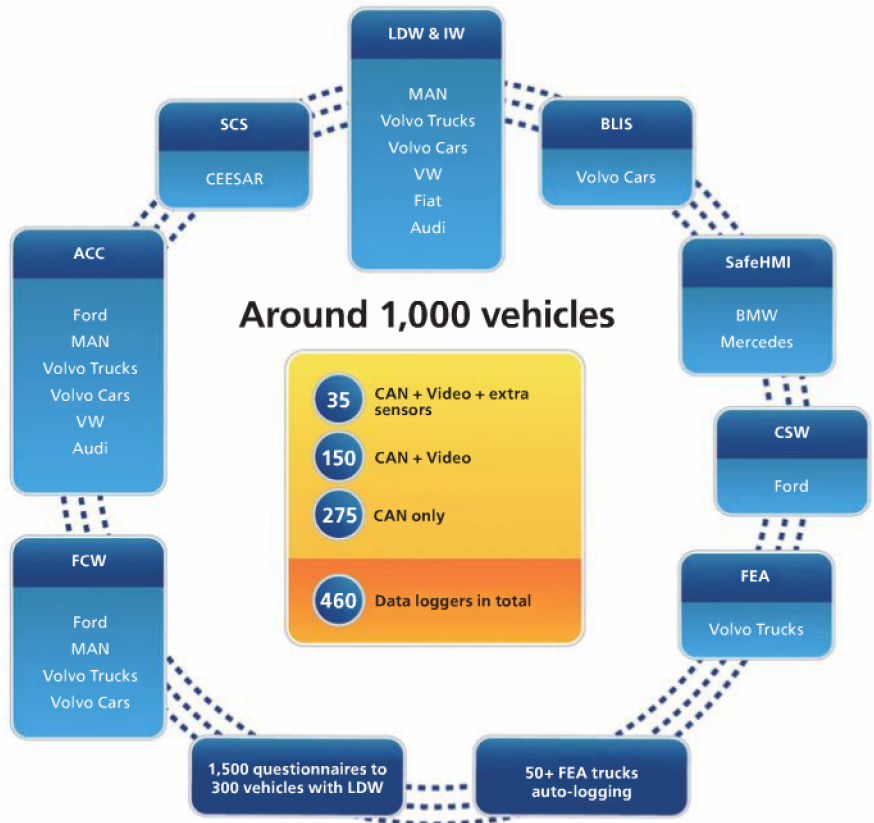 LDW & IW
MAN
Volvo Trucks
Volvo Cars
VW
Fiat
Audi
SCS
CEESAR
BLIS
Volvo Cars
ACC
Ford
MAN
Volvo Trucks
Volvo Cars
VW
Audi
SafeHMI
BMW
Mercedes
Around 1,000 vehicles
35 CAN + Video + extra
sensors
150 CAN + Video
275 CAN only
460 Data loggers in total
CSW
Ford
FCW
Ford
MAN
Volvo Trucks
Volvo Cars
FEA
Volvo Trucks
1,500 questionnaires to
300 vehicles with LDW
50+ FEA trucks
auto-logging